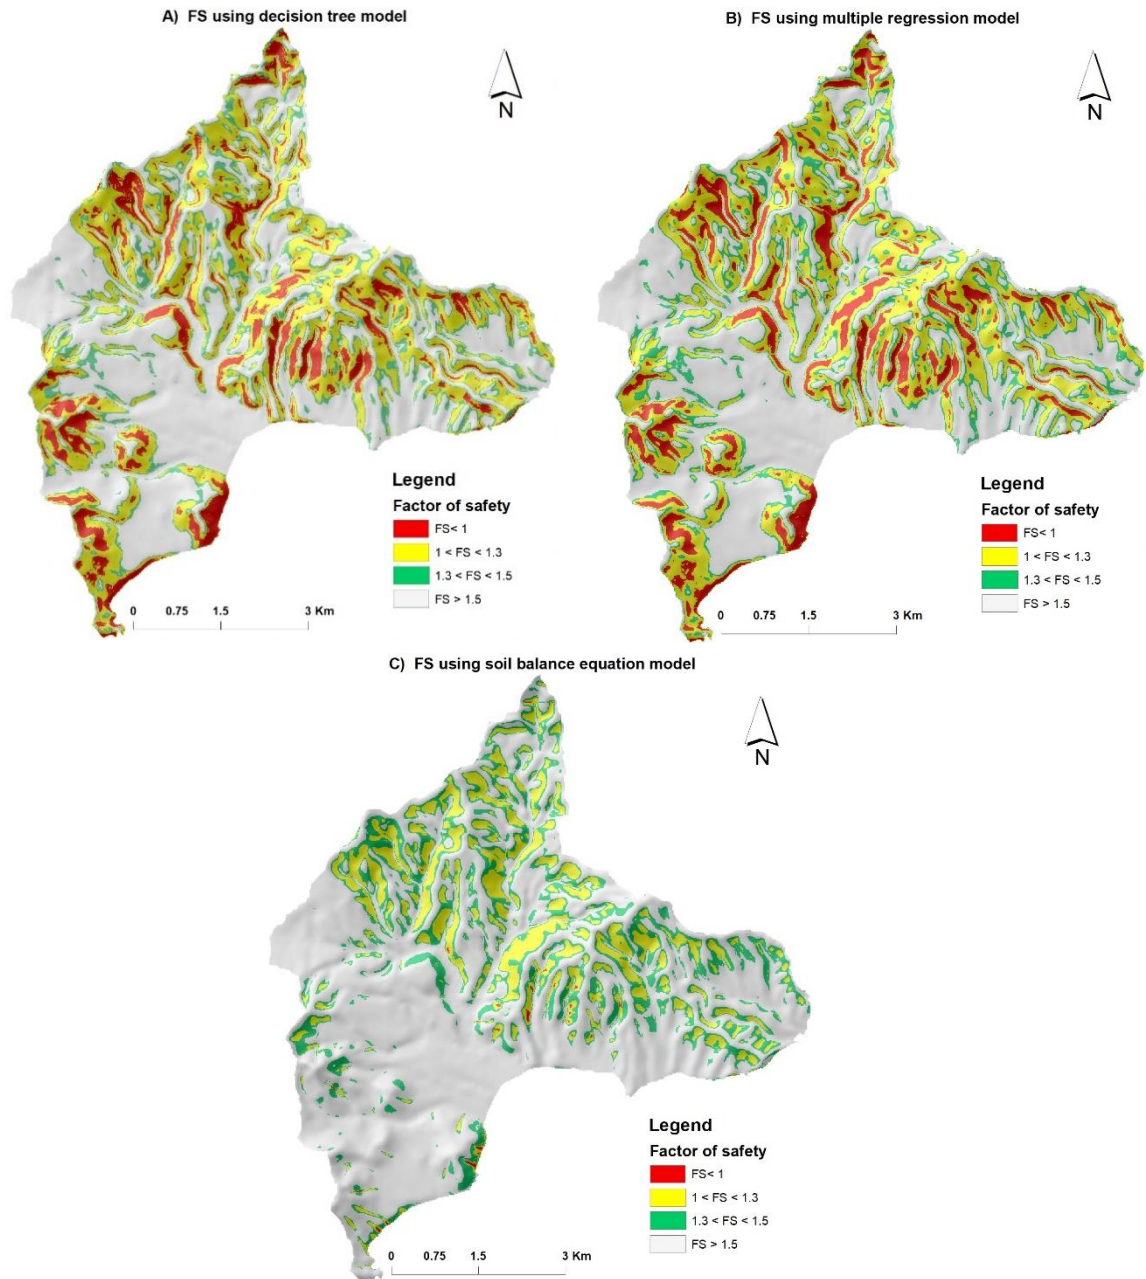 A) FS using decision tree model
N
Legend
Factor of safety
FS< 1
1 < FS < 1.3
1.3 < FS < 1.5
FS > 1.5
0 0.75 1.5 3 Km
B) FS using multiple regression model
N
Legend
Factor of safety
FS< 1
1 < FS < 1.3
1.3 < FS < 1.5
FS > 1.5
0 0.75 1.5 3 Km
C) FS using soil balance equation model
N
Legend
Factor of safety
FS< 1
1 < FS < 1.3
1.3 < FS < 1.5
FS > 1.5
0 0.75 1.5 3 Km